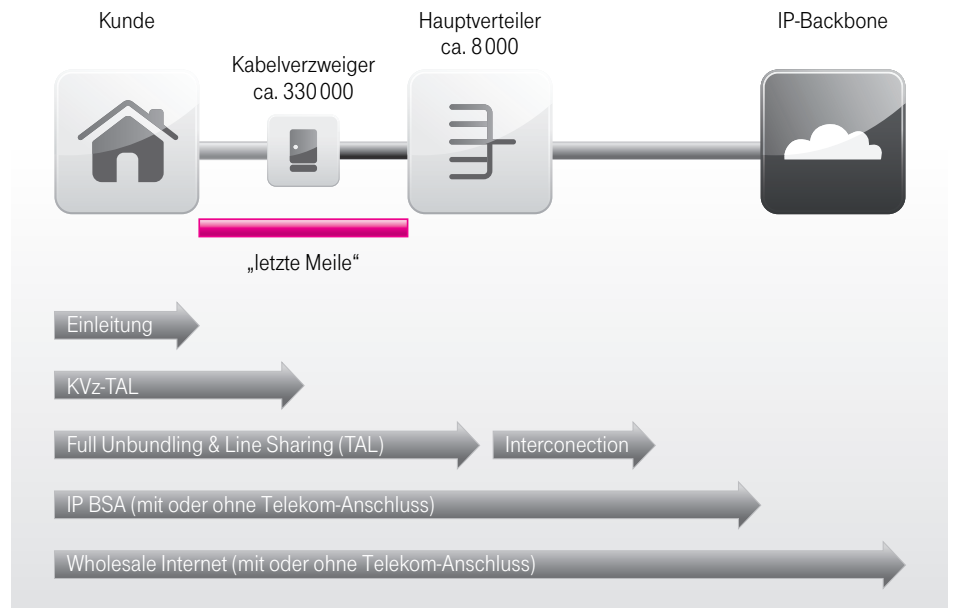 Kunde
Hauptverteiler
ca. 8 000
IP-Backbone
Kabelverzweiger
ca. 330 000
„letzte Meile“
Einleitung
KVz-TAL
Full Unbundling & Line Sharing (TAL)
Interconection
IP BSA (mit oder ohne Telekom-Anschluss)
Wholesale Internet (mit oder ohne Telekom-Anschluss)